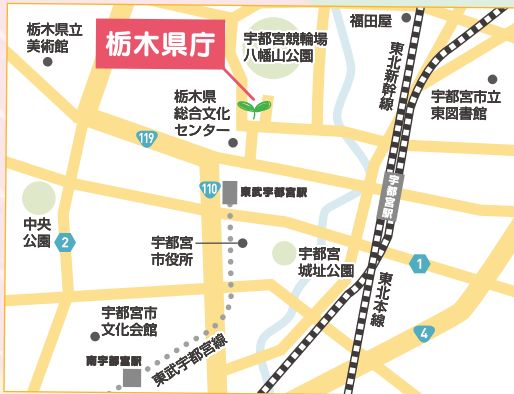 栃木県立
美術館
栃木県庁
宇都宮競輪場
八幡山公園
福田屋
東北新幹線
宇都宮市立
東図書館
栃木県
総合文化
センター
119
110
東武宇都宮駅
宇都宮駅
中央
公園
2
宇都宮
市役所
宇都宮
城址公園
1
東北本線
宇都宮市
文化会館
4
南宇都宮駅
東武宇都宮線